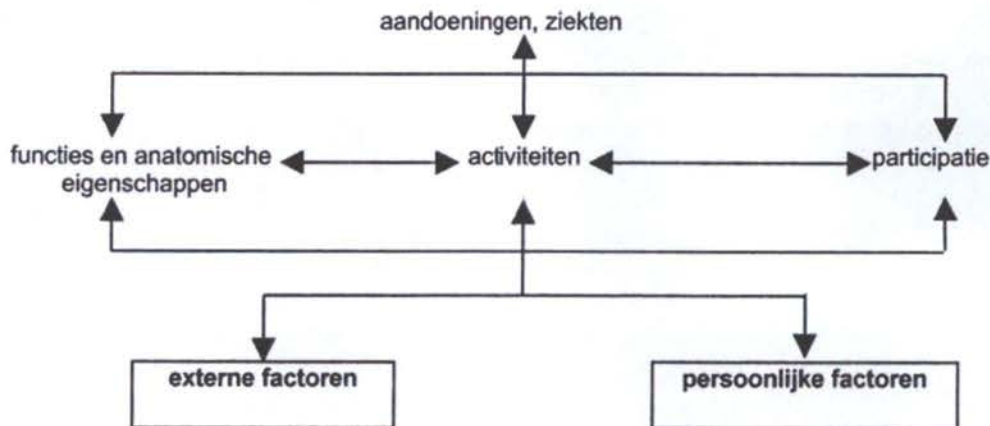 aandoeningen, ziekten
functies en anatomische
eigenschappen
activiteiten
participatie
externe factoren
persoonlijke factoren